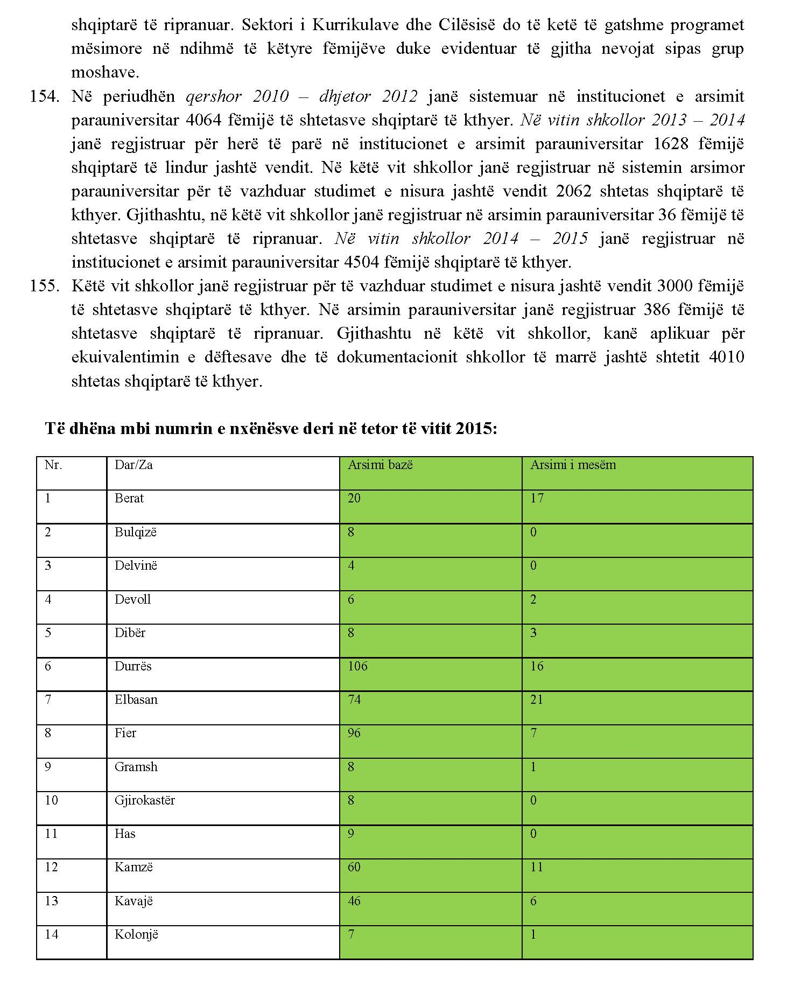 shqiptarë të ripranuar. Sektori i Kurrikulave dhe Cilësisë do të ketë të gatshme programet
mësimore në ndihmë të këtyre fëmijëve duke evidentuar të gjitha nevojat sipas grup
moshave.
154. Në periudhën qershor 2010 – dhjetor 2012 janë sistemuar në institucionet e arsimit
parauniversitar 4064 fëmijë të shtetasve shqiptarë të kthyer. Në vitin shkollor 2013 – 2014
janë regjistruar për herë të parë në institucionet e arsimit parauniversitar 1628 fëmijë
shqiptarë të lindur jashtë vendit. Në këtë vit shkollor janë regjistruar në sistemin arsimor
parauniversitar për të vazhduar studimet e nisura jashtë vendit 2062 shtetas shqiptarë të
kthyer. Gjithashtu, në këtë vit shkollor janë regjistruar në arsimin parauniversitar 36 fëmijë të
shtetasve shqiptarë të ripranuar. Në vitin shkollor 2014 – 2015 janë regjistruar në
institucionet e arsimit parauniversitar 4504 fëmijë shqiptarë të kthyer.
155. Këtë vit shkollor janë regjistruar për të vazhduar studimet e nisura jashtë vendit 3000 fëmijë
të shtetasve shqiptarë të kthyer. Në arsimin parauniversitar janë regjistruar 386 fëmijë të
shtetasve shqiptarë të ripranuar. Gjithashtu në këtë vit shkollor, kanë aplikuar për
ekuivalentimin e dëftesave dhe të dokumentacionit shkollor të marrë jashtë shtetit 4010
shtetas shqiptarë të kthyer.
Të dhëna mbi numrin e nxënësve deri në tetor të vitit 2015:
Nr. Dar/Za Arsimi bazë Arsimi i mesëm
1 Berat 20 17
2 Bulqizë 8 0
3 Delvinë 4 0
4 Devoll 6 2
5 Dibër 8 3
6 Durrës 106 16
7 Elbasan 74 21
8 Fier 96 7
9 Gramsh 8 1
10 Gjirokastër 8 0
11 Has 9 0
12 Kamzë 60 11
13 Kavajë 46 6
14 Kolonjë 7 1